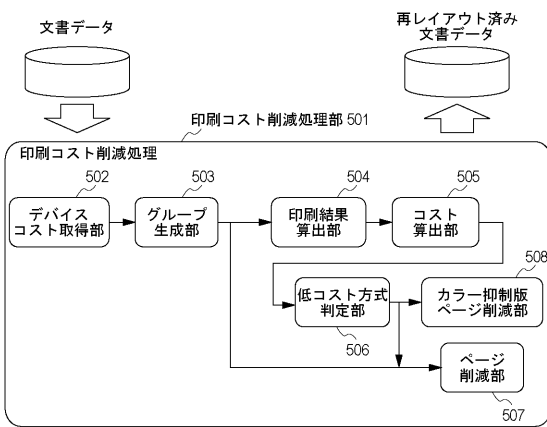 文書データ
再レイアウト済み
文書データ
印刷コスト削減処理部 501
印刷コスト削減処理
502
503
504
505
デバイス
コスト取得部
グループ
生成部
印刷結果
算出部
コスト
算出部
508
低コスト方式
判定部
カラー抑制版
ページ削減部
506
ページ
削減部
507